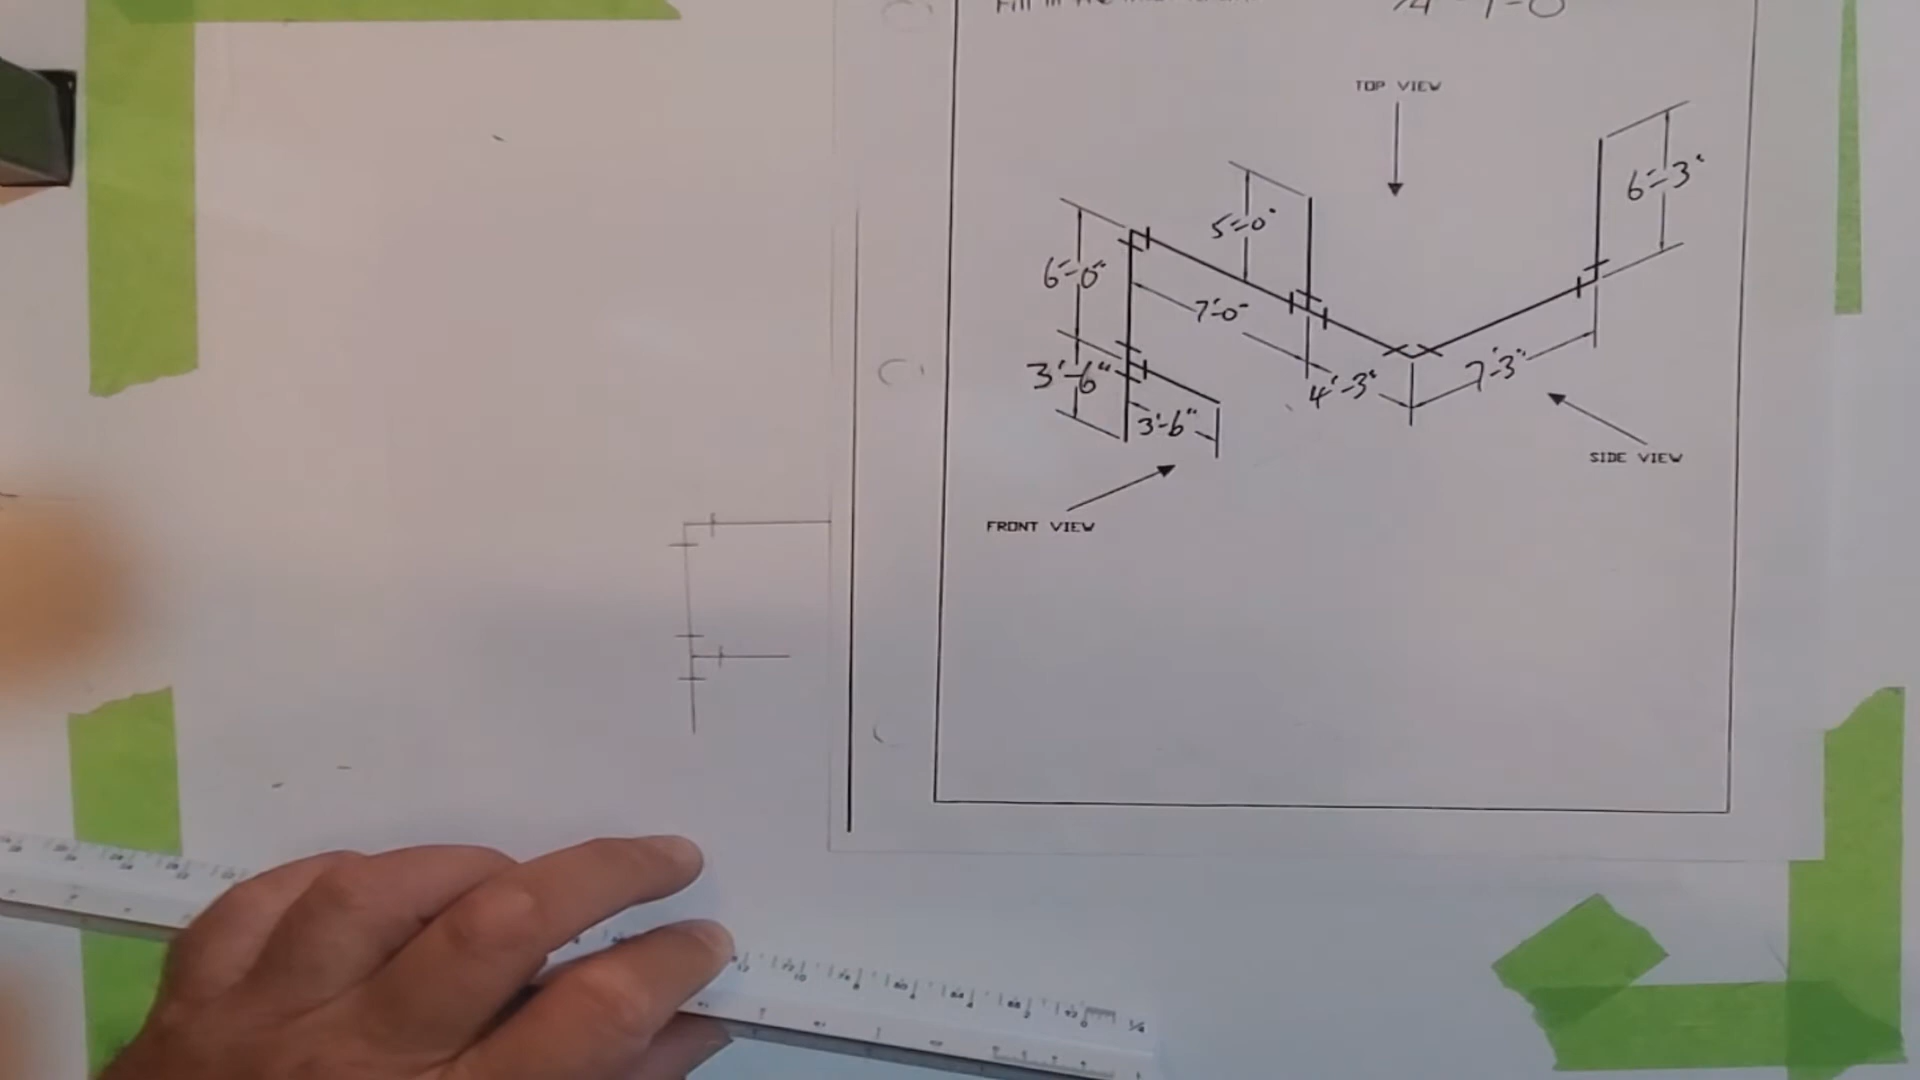 TOP VIEW
6'-3"
5'-0"
6'-0"
7'-0"
3'-6"
4'-3"
7'-3"
3'-6"
SIDE VIEW
FRONT VIEW